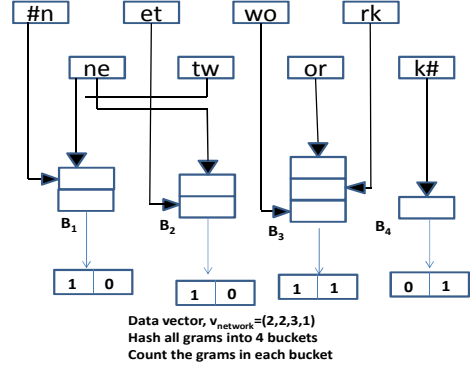 #n et wo rk
ne tw or k#
B1 B2 B3 B4
1 0 1 0 1 1 0 1
Data vector, vnetwork=(2,2,3,1)
Hash all grams into 4 buckets
Count the grams in each bucket